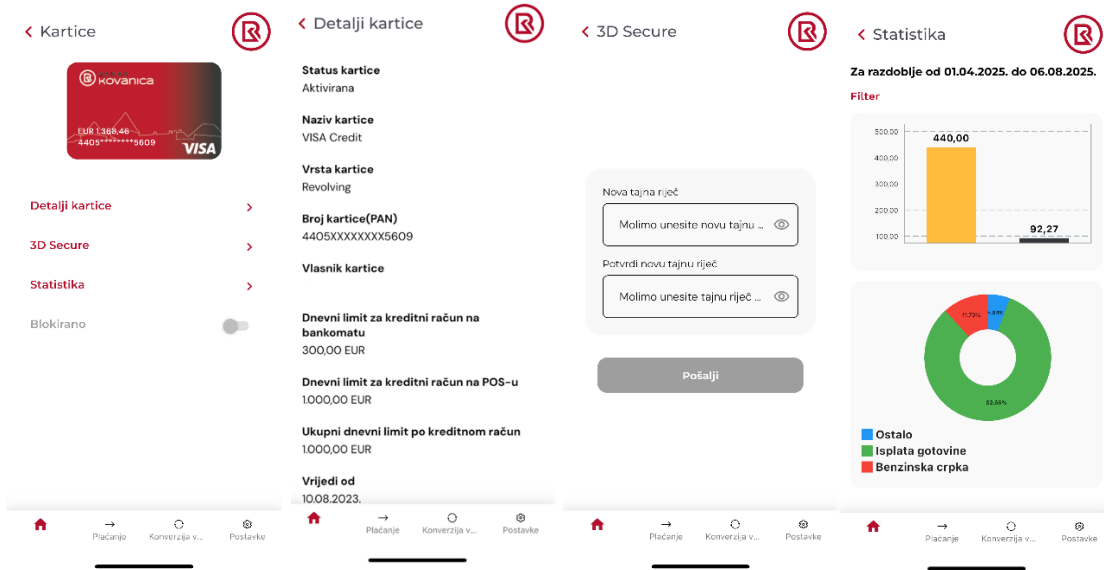 Kartice
kovanica
EUR 1.368,46
4405********5609
VISA
Detalji kartice
3D Secure
Statistika
Blokirano
Plaćanje
Konverzija v...
Postavke
Detalji kartice
Status kartice
Aktivirana
Naziv kartice
VISA Credit
Vrsta kartice
Revolving
Broj kartice(PAN)
4405XXXXXXXX5609
Vlasnik kartice
Dnevni limit za kreditni račun na
bankomatu
300,00 EUR
Dnevni limit za kreditni račun na POS-u
1.000,00 EUR
Ukupni dnevni limit po kreditnom račun
1.000,00 EUR
Vrijedi od
10.08.2023.
Plaćanje
Konverzija v...
Postavke
3D Secure
Nova tajna riječ
Molimo unesite novu tajnu ...
Potvrdi novu tajnu riječ
Molimo unesite tajnu riječ ...
Pošalji
Plaćanje
Konverzija v...
Postavke
Statistika
Za razdoblje od 01.04.2025. do 06.08.2025.
Filter
500,00
440,00
400,00
300,00
200,00
92,27
100,00
11.73%
82.66%
Ostalo
Isplata gotovine
Benzinska crpka
Plaćanje
Konverzija v...
Postavke